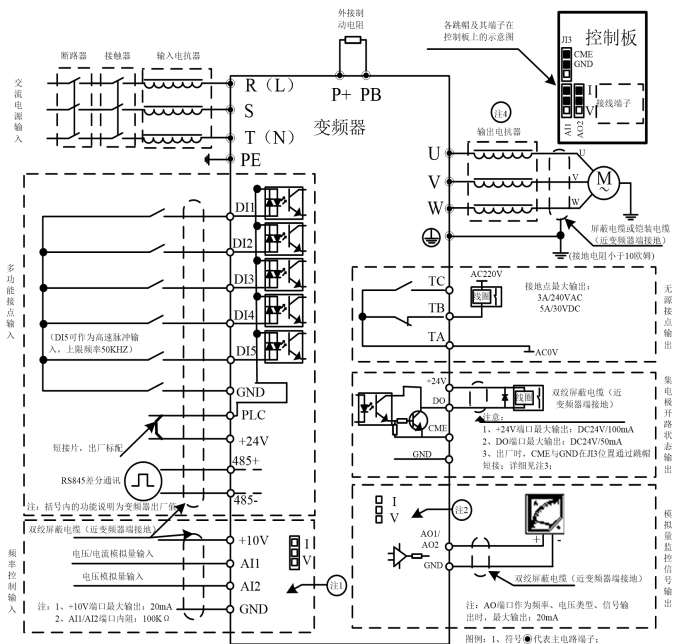 外接制
动电阻
各跳帽及其端子在
控制板上的示意图
控制板
JI3
CME
GND
I
V
接线端子
AI1
AO2
断路器
接触器
输入电抗器
交流电源输入
R（L）
S
T（N）
PE
P+ PB
变频器
注4
输出电抗器
U
V
W
U
V
W
M
~
屏蔽电缆或铠装电缆
（近变频器端接地）
(接地电阻小于10欧姆)
多功能接点输入
DI1
DI2
DI3
DI4
DI5
（DI5可作为高速脉冲输
入，上限频率50KHZ）
GND
PLC
+24V
短接片，出厂标配
485+
RS845差分通讯
485-
注：括号内的功能说明为变频器出厂值
双绞屏蔽电缆（近变频器端接地）
TC
TB
TA
AC220V
线圈
AC0V
接地点最大输出：
3A/240VAC
5A/30VDC
无源接点输出
+24V
DO
CME
GND
线圈
双绞屏蔽电缆（近
变频器端接地）
注意：
1、+24V端口最大输出：DC24V/100mA
2、DO端口最大输出：DC24V/50mA
3、出厂时，CME与GND在JI3位置通过跳帽
短接；详细见注3；
集电极开路状态输出
频率控制输入
+10V
电压/电流模拟量输入
AI1
电压模拟量输入
AI2
GND
I
V
注1
注：1、+10V端口最大输出：20mA
2、AI1/AI2端口内阻：100KΩ
I
V
注2
AO1/
AO2
GND
+
-
双绞屏蔽电缆（近变频器端接地）
注：AO端口作为频率、电压类型、信号输
出时，最大输出：20mA
模拟量监控信号输出
图例：1、符号◉代表主电路端子；